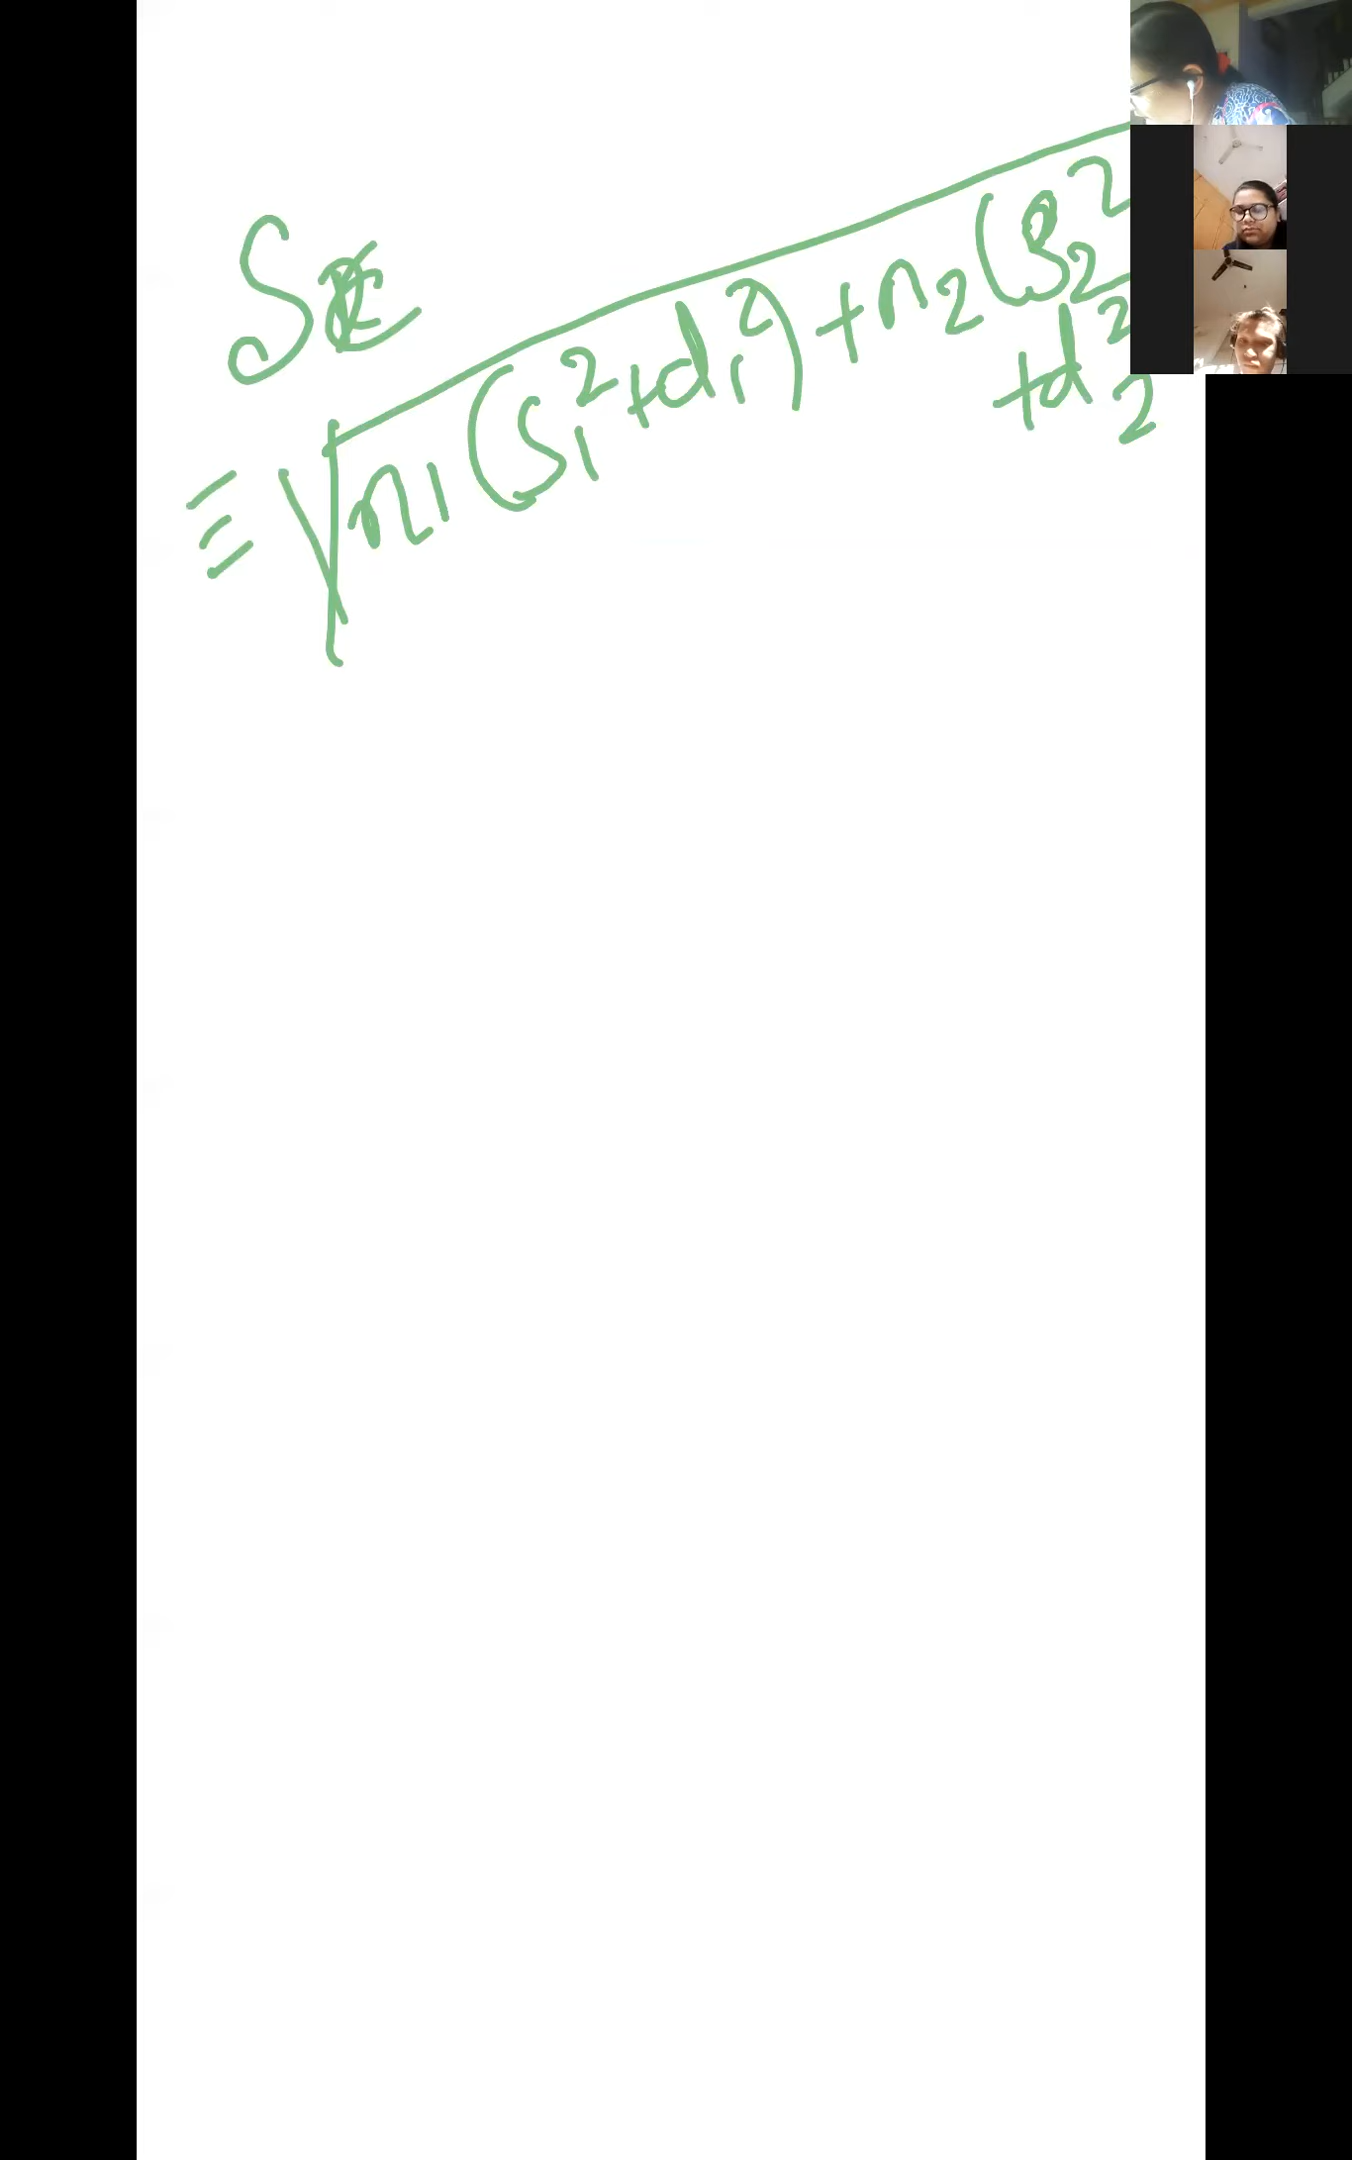 S
= √n₁(S₁²+d₁²)+n₂(S₂²
+d₂²